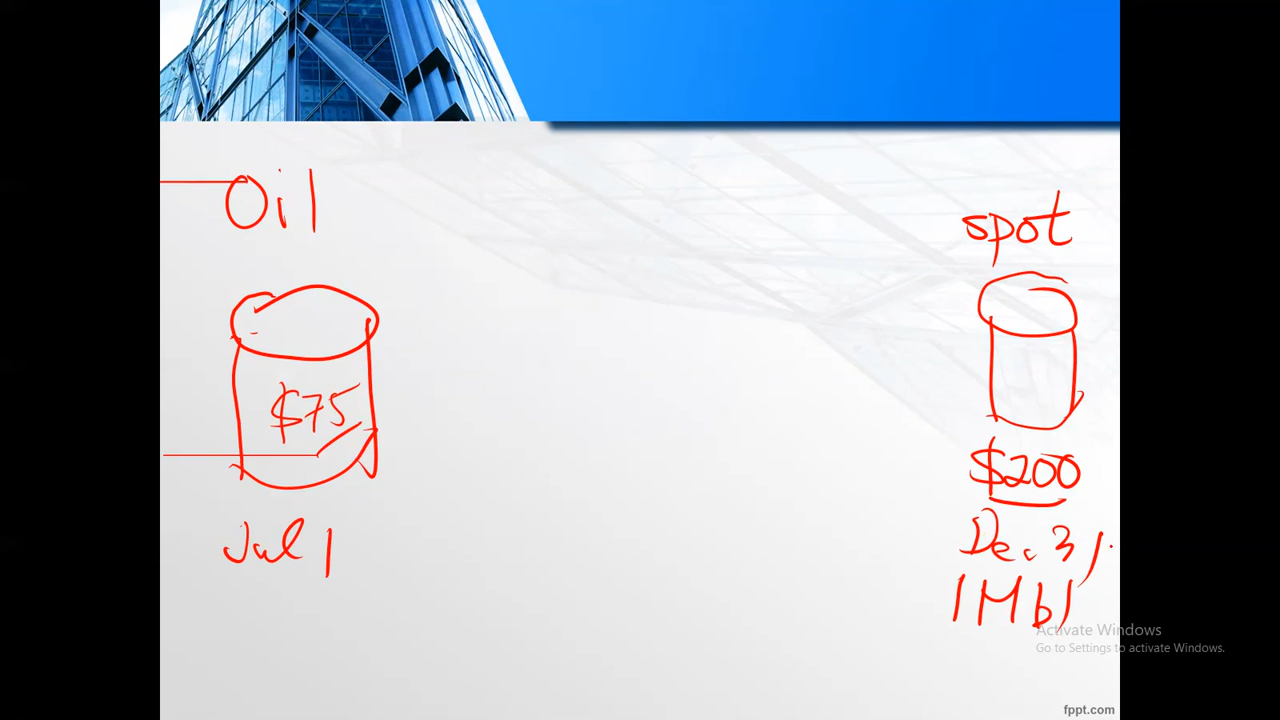 Oil
$75
Jul 1
spot
$200
Dec 31
1Mbl
Activate Windows
Go to Settings to activate Windows.
fppt.com